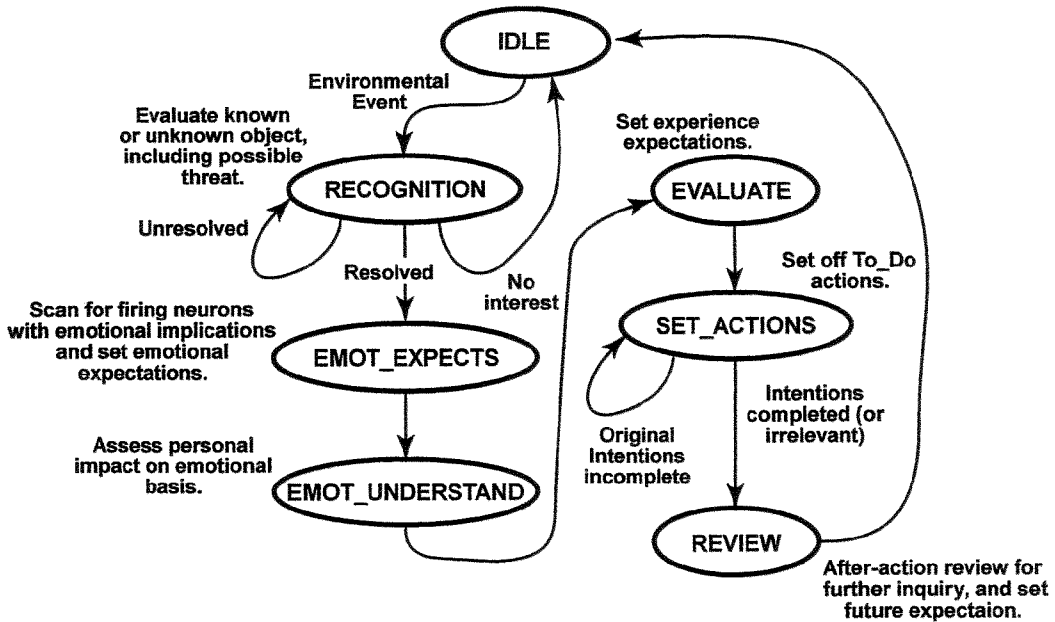 IDLE
Environmental
Event
Evaluate known
or unknown object,
including possible
threat.
RECOGNITION
Unresolved
Resolved
No
interest
Scan for firing neurons
with emotional implications
and set emotional
expectations.
EMOT_EXPECTS
Assess personal
impact on emotional
basis.
EMOT_UNDERSTAND
Set experience
expectations.
EVALUATE
Set off To_Do
actions.
SET_ACTIONS
Original
Intentions
incomplete
Intentions
completed (or
irrelevant)
REVIEW
After-action review for
further inquiry, and set
future expectaion.